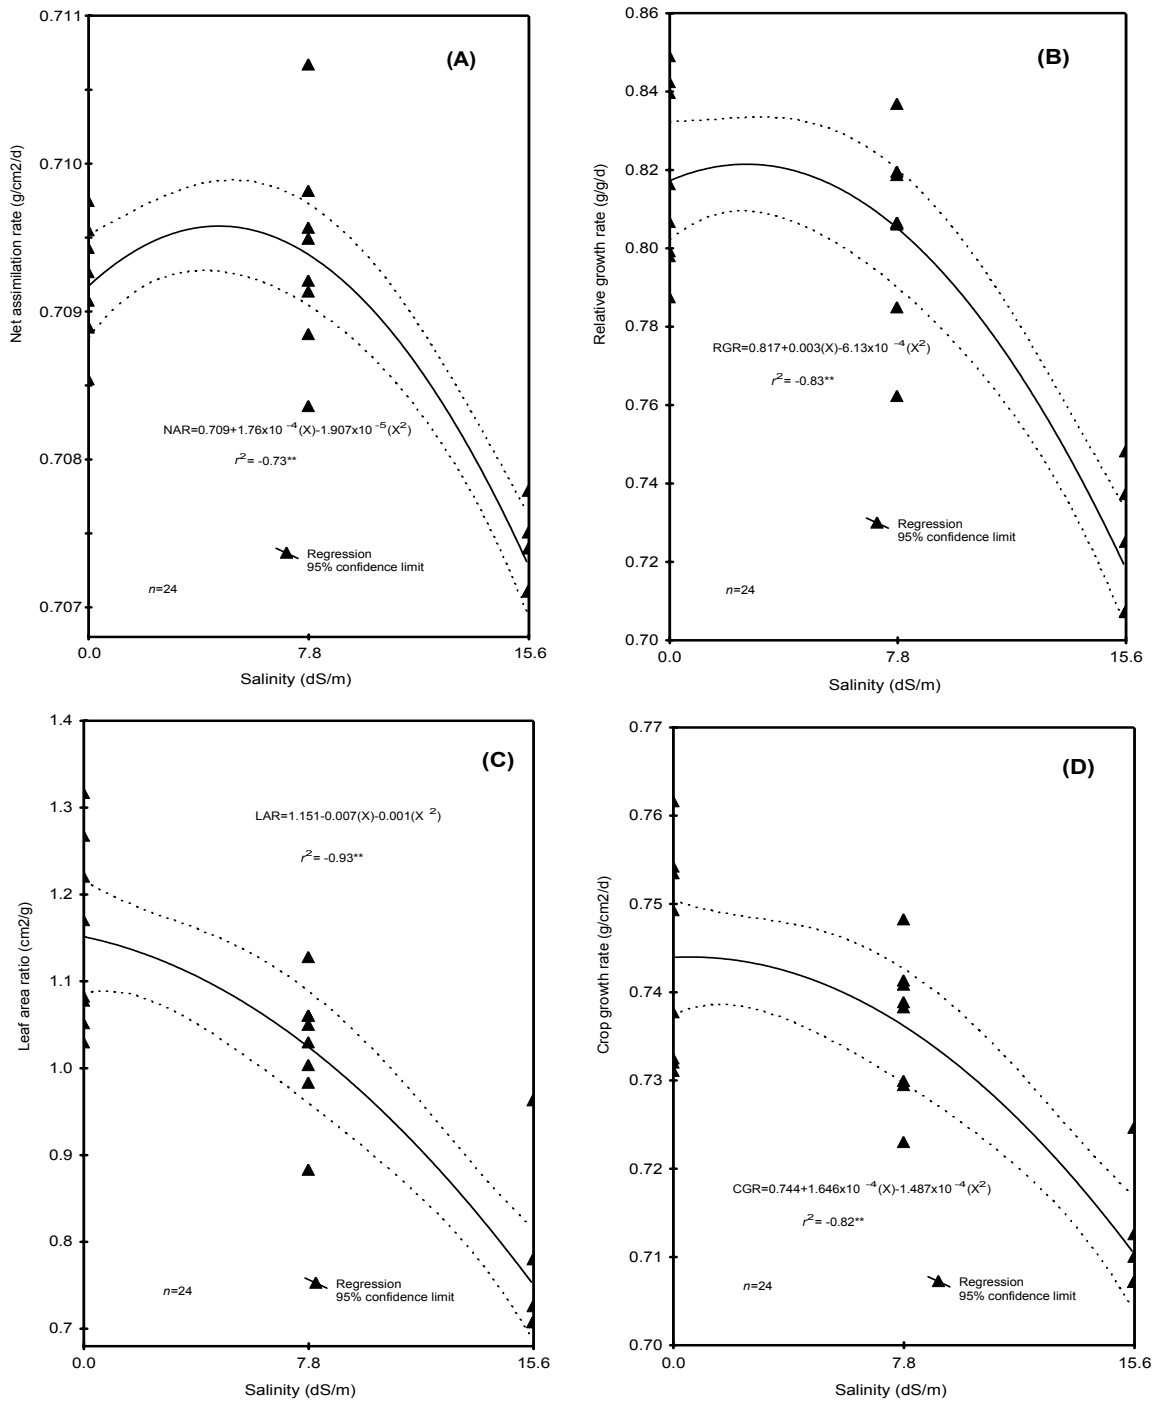 (A)
0.711
0.710
0.709
0.708
0.707
Net assimilation rate (g/cm2/d)
NAR=0.709+1.76x10 -4(X)-1.907x10-5(X2)
r2= -0.73**
Regression
95% confidence limit
n=24
0.0 7.8 15.6
Salinity (dS/m)
(B)
0.86
0.84
0.82
0.80
0.78
0.76
0.74
0.72
0.70
Relative growth rate (g/g/d)
RGR=0.817+0.003(X)-6.13x10 -4(X2)
r2= -0.83**
Regression
95% confidence limit
n=24
0.0 7.8 15.6
Salinity (dS/m)
(C)
1.4
1.3
1.2
1.1
1.0
0.9
0.8
0.7
Leaf area ratio (cm2/g)
LAR=1.151-0.007(X)-0.001(X 2)
r2= -0.93**
Regression
95% confidence limit
n=24
0.0 7.8 15.6
Salinity (dS/m)
(D)
0.77
0.76
0.75
0.74
0.73
0.72
0.71
0.70
Crop growth rate (g/cm2/d)
CGR=0.744+1.646x10 -4(X)-1.487x10-4(X2)
r2= -0.82**
Regression
95% confidence limit
n=24
0.0 7.8 15.6
Salinity (dS/m)